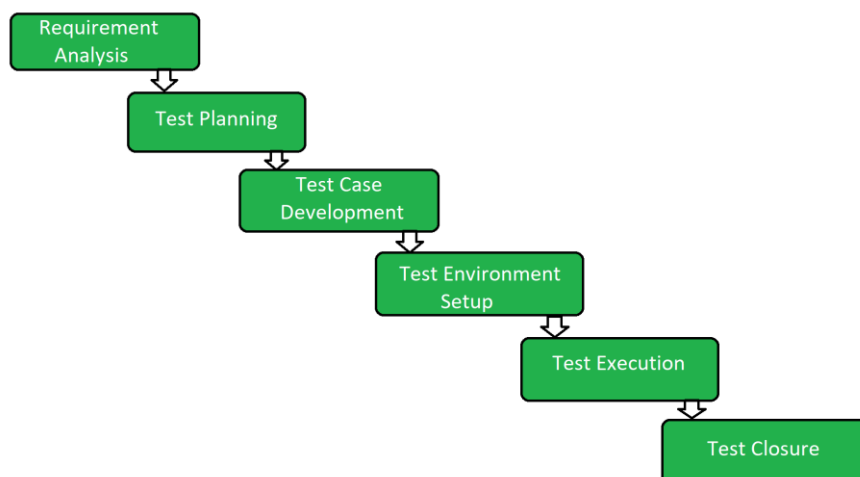 Requirement
Analysis
Test Planning
Test Case
Development
Test Environment
Setup
Test Execution
Test Closure